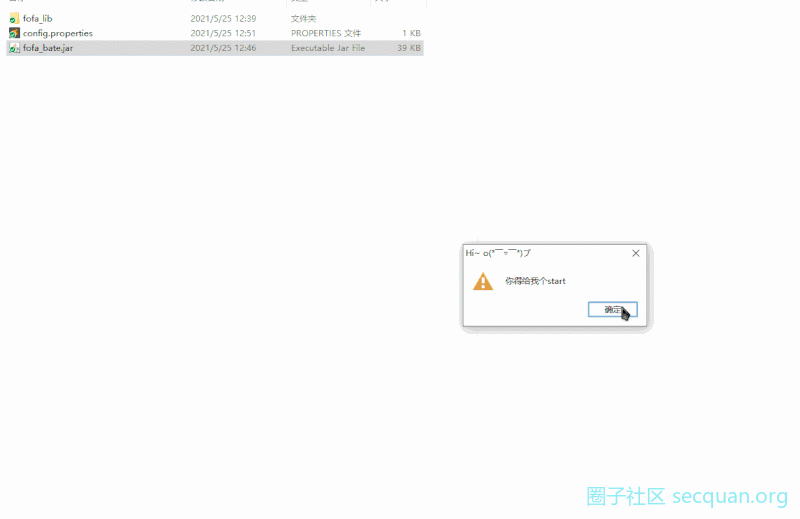 fofa_lib 2021/5/25 12:39 文件夹
config.properties 2021/5/25 12:51 PROPERTIES 文件 1 KB
fofa_bate.jar 2021/5/25 12:46 Executable Jar File 39 KB
Hi~ o(*￣▽￣*)ブ
你得给我个start
确定
圈子社区 secquan.org